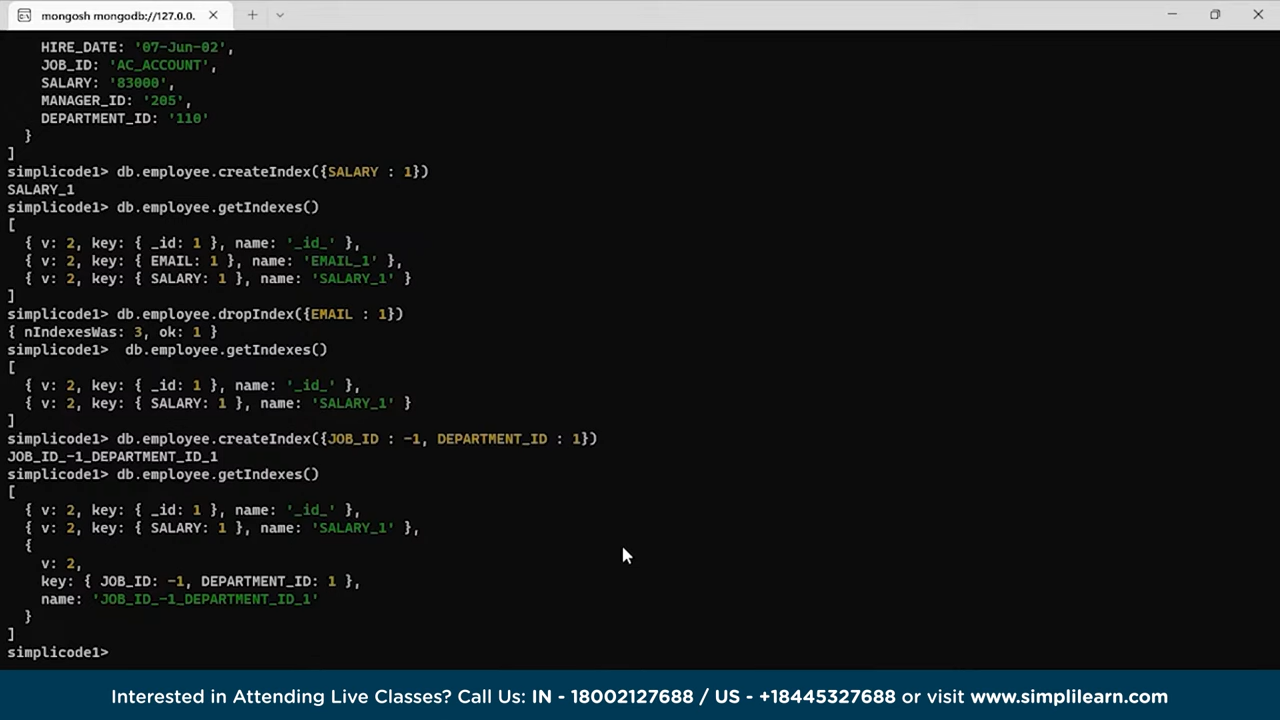 mongosh mongodb://127.0.0.
HIRE_DATE: '07-Jun-02',
JOB_ID: 'AC_ACCOUNT',
SALARY: '83000',
MANAGER_ID: '205',
DEPARTMENT_ID: '110'
}
]
simplicode1> db.employee.createIndex({SALARY : 1})
SALARY_1
simplicode1> db.employee.getIndexes()
[
{ v: 2, key: { _id: 1 }, name: '_id_' },
{ v: 2, key: { EMAIL: 1 }, name: 'EMAIL_1' },
{ v: 2, key: { SALARY: 1 }, name: 'SALARY_1' }
]
simplicode1> db.employee.dropIndex({EMAIL : 1})
{ nIndexesWas: 3, ok: 1 }
simplicode1>  db.employee.getIndexes()
[
{ v: 2, key: { _id: 1 }, name: '_id_' },
{ v: 2, key: { SALARY: 1 }, name: 'SALARY_1' }
]
simplicode1> db.employee.createIndex({JOB_ID : -1, DEPARTMENT_ID : 1})
JOB_ID_-1_DEPARTMENT_ID_1
simplicode1> db.employee.getIndexes()
[
{ v: 2, key: { _id: 1 }, name: '_id_' },
{ v: 2, key: { SALARY: 1 }, name: 'SALARY_1' },
{
v: 2,
key: { JOB_ID: -1, DEPARTMENT_ID: 1 },
name: 'JOB_ID_-1_DEPARTMENT_ID_1'
}
]
simplicode1>
Interested in Attending Live Classes? Call Us: IN - 18002127688 / US - +18445327688 or visit www.simplilearn.com